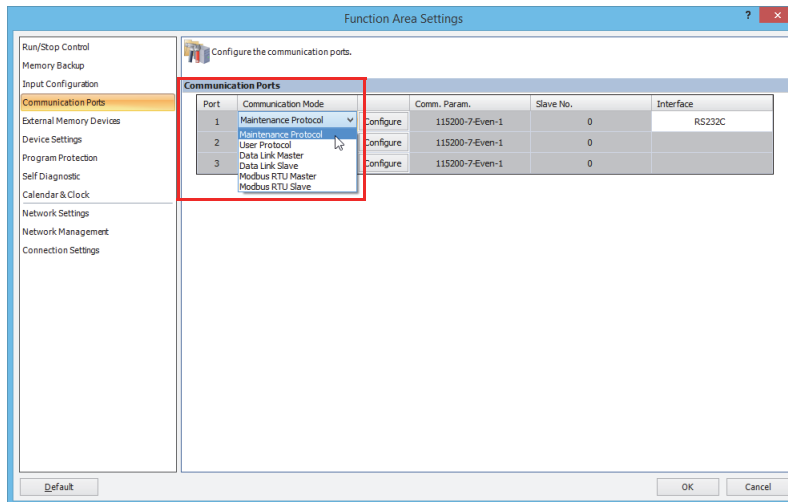 Function Area Settings
? ×
Run/Stop Control
Memory Backup
Input Configuration
Communication Ports
External Memory Devices
Device Settings
Program Protection
Self Diagnostic
Calendar & Clock
Network Settings
Network Management
Connection Settings
Configure the communication ports.
Communication Ports
Port Communication Mode Comm. Param. Slave No. Interface
1 Maintenance Protocol Configure 115200-7-Even-1 0 RS232C
2 Configure 115200-7-Even-1 0
3 Configure 115200-7-Even-1 0
Maintenance Protocol
User Protocol
Data Link Master
Data Link Slave
Modbus RTU Master
Modbus RTU Slave
Default OK Cancel